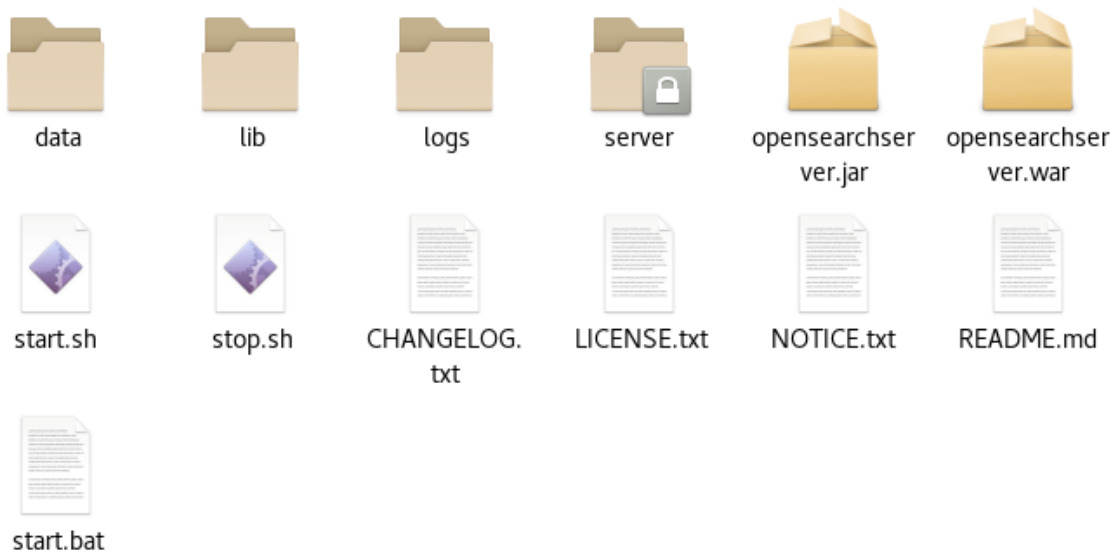 data
lib
logs
server
opensearchser
ver.jar
opensearchser
ver.war
start.sh
stop.sh
CHANGELOG.
txt
LICENSE.txt
NOTICE.txt
README.md
start.bat